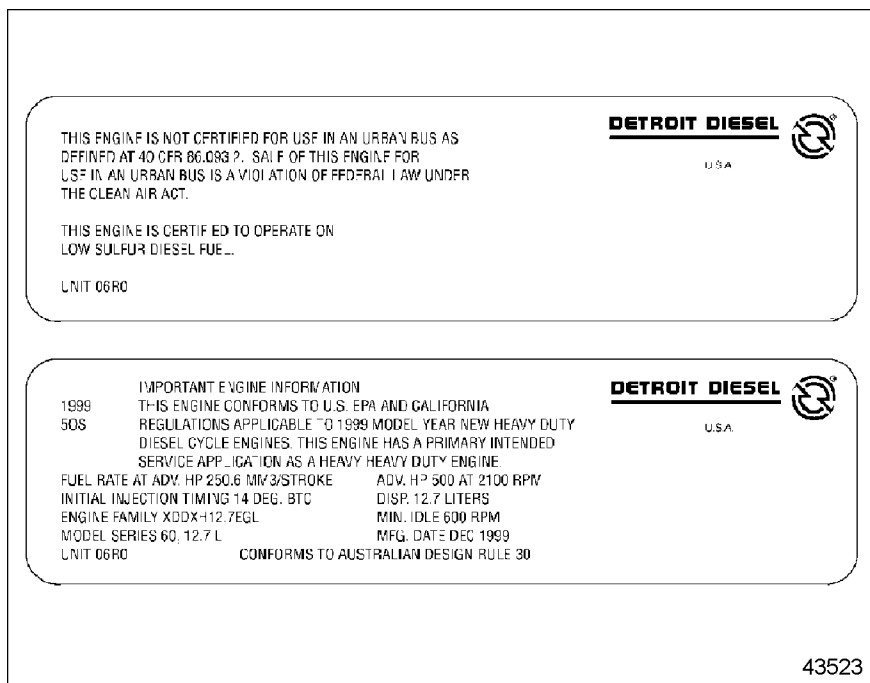 DETROIT DIESEL
U.S.A.
THIS ENGINE IS NOT CERTIFIED FOR USE IN AN URBAN BUS AS
DEFINED AT 40 CFR 86.093 2. SALE OF THIS ENGINE FOR
USE IN AN URBAN BUS IS A VIOLATION OF FEDERAL LAW UNDER
THE CLEAN AIR ACT.
THIS ENGINE IS CERTIFIED TO OPERATE ON
LOW SULFUR DIESEL FUEL.
UNIT 06R0
DETROIT DIESEL
U.S.A.
IMPORTANT ENGINE INFORMATION
1999 THIS ENGINE CONFORMS TO U.S. EPA AND CALIFORNIA
50S REGULATIONS APPLICABLE TO 1999 MODEL YEAR NEW HEAVY DUTY
DIESEL CYCLE ENGINES. THIS ENGINE HAS A PRIMARY INTENDED
SERVICE APPLICATION AS A HEAVY HEAVY DUTY ENGINE.
FUEL RATE AT ADV. HP 250.6 MM3/STROKE ADV. HP 500 AT 2100 RPM
INITIAL INJECTION TIMING 14 DEG. BTC DISP. 12.7 LITERS
ENGINE FAMILY XDDXH12.7EGL MIN. IDLE 600 RPM
MODEL SERIES 60, 12.7 L MFG. DATE DEC 1999
UNIT 06R0 CONFORMS TO AUSTRALIAN DESIGN RULE 30
43523